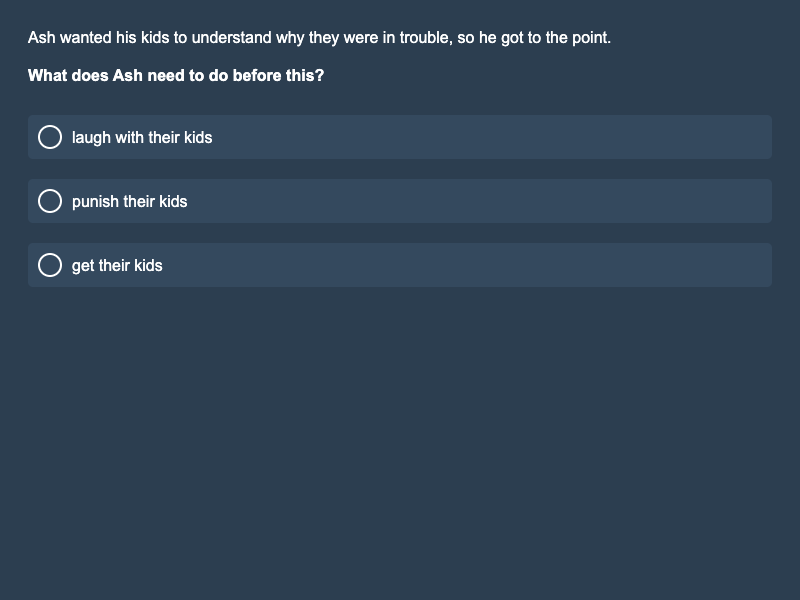 Ash wanted his kids to understand why they were in trouble, so he got to the point.
What does Ash need to do before this?
laugh with their kids
punish their kids
get their kids